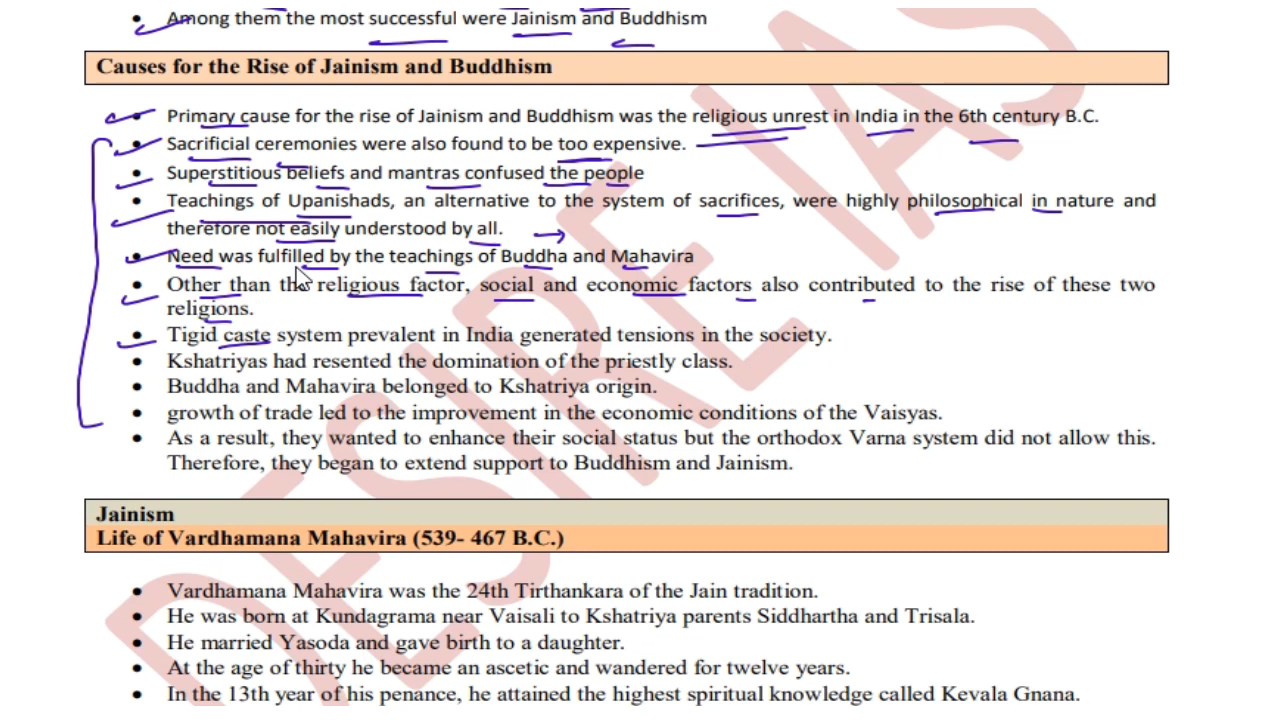 • Among them the most successful were Jainism and Buddhism
Causes for the Rise of Jainism and Buddhism
• Primary cause for the rise of Jainism and Buddhism was the religious unrest in India in the 6th century B.C.
• Sacrificial ceremonies were also found to be too expensive.
• Superstitious beliefs and mantras confused the people
• Teachings of Upanishads, an alternative to the system of sacrifices, were highly philosophical in nature and
therefore not easily understood by all.
• Need was fulfilled by the teachings of Buddha and Mahavira
• Other than the religious factor, social and economic factors also contributed to the rise of these two
religions.
• Tigid caste system prevalent in India generated tensions in the society.
• Kshatriyas had resented the domination of the priestly class.
• Buddha and Mahavira belonged to Kshatriya origin.
• growth of trade led to the improvement in the economic conditions of the Vaisyas.
• As a result, they wanted to enhance their social status but the orthodox Varna system did not allow this.
Therefore, they began to extend support to Buddhism and Jainism.
Jainism
Life of Vardhamana Mahavira (539- 467 B.C.)
• Vardhamana Mahavira was the 24th Tirthankara of the Jain tradition.
• He was born at Kundagrama near Vaisali to Kshatriya parents Siddhartha and Trisala.
• He married Yasoda and gave birth to a daughter.
• At the age of thirty he became an ascetic and wandered for twelve years.
• In the 13th year of his penance, he attained the highest spiritual knowledge called Kevala Gnana.
DESIRE IAS